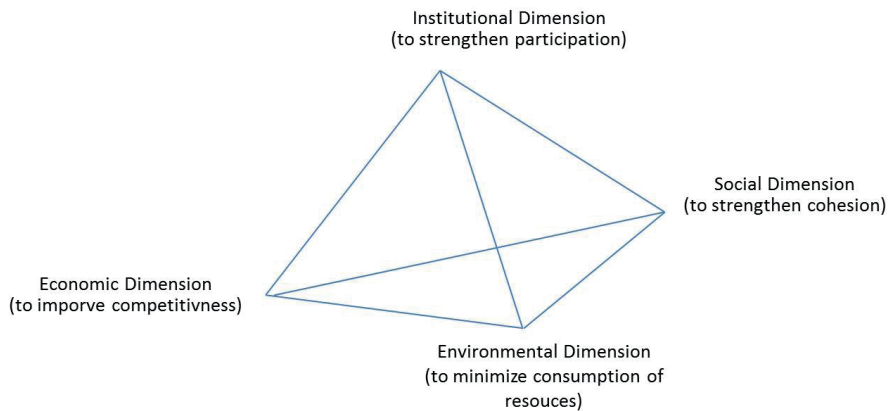 Institutional Dimension
(to strengthen participation)
Social Dimension
(to strengthen cohesion)
Economic Dimension
(to imporve competitivness)
Environmental Dimension
(to minimize consumption of
resouces)